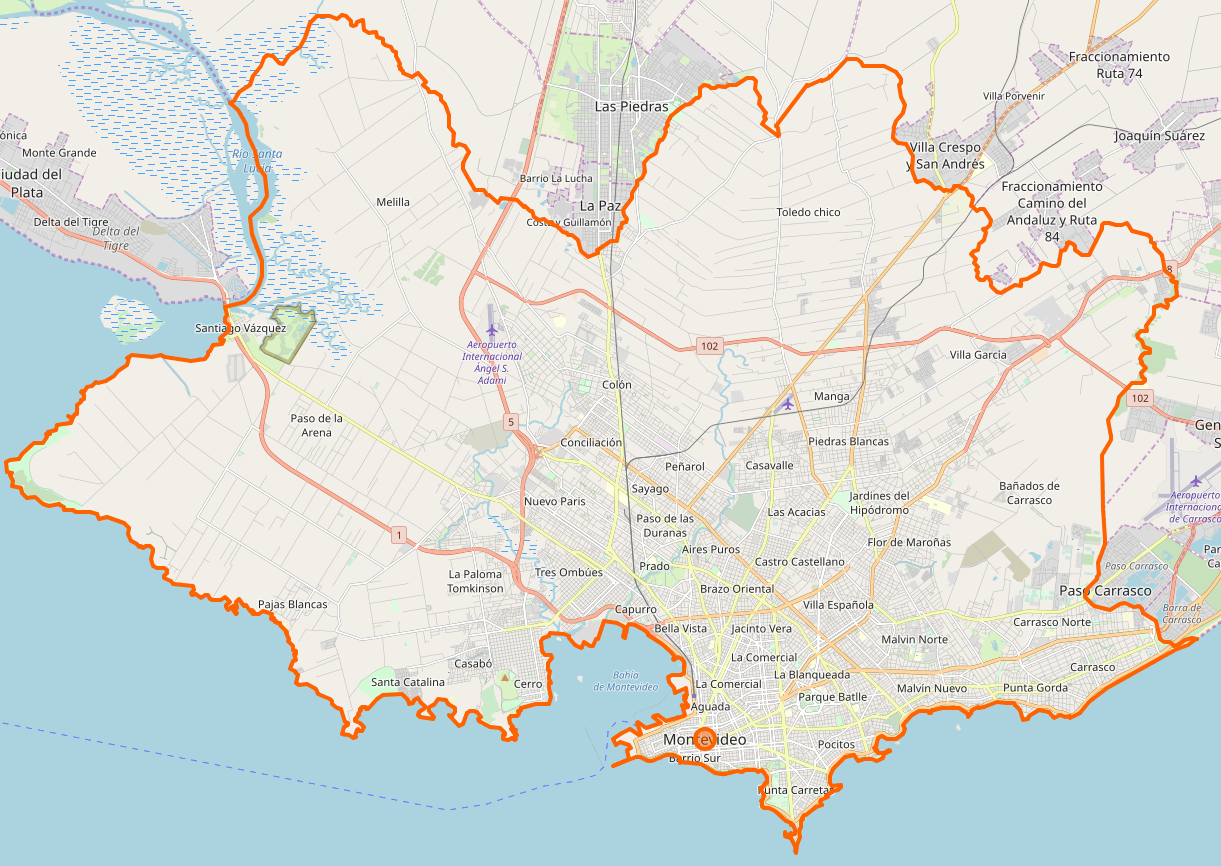 Fraccionamiento
Ruta 74
Las Piedras
Villa Porvenir
Joaquín Suárez
ónica
Monte Grande
Río Santa
Lucía
Villa Crespo
y San Andrés
iudad del
Plata
Barrio La Lucha
Fraccionamiento
Camino del
Andaluz y Ruta
84
Melilla
La Paz
Toledo chico
Delta del Tigre
Delta del
Tigre
Costa y Guillamón
8
Santiago Vázquez
Aeropuerto
Internacional
Ángel S.
Adami
102
Villa García
Colón
Manga
102
Paso de la
Arena
5
Gen
S
Conciliación
Piedras Blancas
Peñarol
Casavalle
Sayago
Bañados de
Carrasco
Aeropuerto
Internaciona
de Carrasco
Nuevo Paris
Jardines del
Hipódromo
Las Acacias
Paso de las
Duranas
1
Flor de Maroñas
Aires Puros
Par
Ca
Castro Castellano
Paso Carrasco
Prado
La Paloma
Tomkinson
Tres Ombúes
Brazo Oriental
Paso Carrasco
Pajas Blancas
Capurro
Villa Española
Barra de
Carrasco
Bella Vista
Jacinto Vera
Carrasco Norte
Malvin Norte
La Comercial
Casabó
Carrasco
Bahía
de Montevideo
La Blanqueada
Santa Catalina
Cerro
La Comercial
Malvin Nuevo
Punta Gorda
Parque Batlle
Aguada
Montevideo
Pocitos
Barrio Sur
Punta Carretas